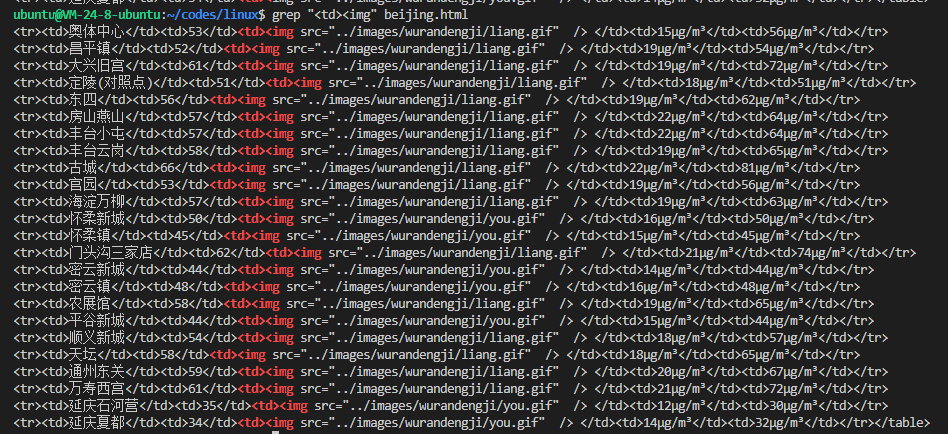 ubuntu@VM-24-8-ubuntu:~/codes/linux$ grep "<td><img" beijing.html
<tr><td>奥体中心</td><td>53</td><td><img src="../images/wurandengji/liang.gif"  /> </td><td>15μg/m³</td><td>56μg/m³</td></tr>
<tr><td>昌平镇</td><td>52</td><td><img src="../images/wurandengji/liang.gif"  /> </td><td>19μg/m³</td><td>54μg/m³</td></tr>
<tr><td>大兴旧宫</td><td>61</td><td><img src="../images/wurandengji/liang.gif"  /> </td><td>19μg/m³</td><td>72μg/m³</td></tr>
<tr><td>定陵(对照点)</td><td>51</td><td><img src="../images/wurandengji/liang.gif"  /> </td><td>18μg/m³</td><td>51μg/m³</td></tr>
<tr><td>东四</td><td>56</td><td><img src="../images/wurandengji/liang.gif"  /> </td><td>19μg/m³</td><td>62μg/m³</td></tr>
<tr><td>房山燕山</td><td>57</td><td><img src="../images/wurandengji/liang.gif"  /> </td><td>22μg/m³</td><td>64μg/m³</td></tr>
<tr><td>丰台小屯</td><td>57</td><td><img src="../images/wurandengji/liang.gif"  /> </td><td>22μg/m³</td><td>64μg/m³</td></tr>
<tr><td>丰台云岗</td><td>58</td><td><img src="../images/wurandengji/liang.gif"  /> </td><td>19μg/m³</td><td>65μg/m³</td></tr>
<tr><td>古城</td><td>66</td><td><img src="../images/wurandengji/liang.gif"  /> </td><td>22μg/m³</td><td>81μg/m³</td></tr>
<tr><td>官园</td><td>53</td><td><img src="../images/wurandengji/liang.gif"  /> </td><td>19μg/m³</td><td>56μg/m³</td></tr>
<tr><td>海淀万柳</td><td>57</td><td><img src="../images/wurandengji/liang.gif"  /> </td><td>19μg/m³</td><td>63μg/m³</td></tr>
<tr><td>怀柔新城</td><td>50</td><td><img src="../images/wurandengji/you.gif"  /> </td><td>16μg/m³</td><td>50μg/m³</td></tr>
<tr><td>怀柔镇</td><td>45</td><td><img src="../images/wurandengji/you.gif"  /> </td><td>15μg/m³</td><td>45μg/m³</td></tr>
<tr><td>门头沟三家店</td><td>62</td><td><img src="../images/wurandengji/liang.gif"  /> </td><td>21μg/m³</td><td>74μg/m³</td></tr>
<tr><td>密云新城</td><td>44</td><td><img src="../images/wurandengji/you.gif"  /> </td><td>14μg/m³</td><td>44μg/m³</td></tr>
<tr><td>密云镇</td><td>48</td><td><img src="../images/wurandengji/you.gif"  /> </td><td>16μg/m³</td><td>48μg/m³</td></tr>
<tr><td>农展馆</td><td>58</td><td><img src="../images/wurandengji/liang.gif"  /> </td><td>19μg/m³</td><td>65μg/m³</td></tr>
<tr><td>平谷新城</td><td>44</td><td><img src="../images/wurandengji/you.gif"  /> </td><td>15μg/m³</td><td>44μg/m³</td></tr>
<tr><td>顺义新城</td><td>54</td><td><img src="../images/wurandengji/liang.gif"  /> </td><td>18μg/m³</td><td>57μg/m³</td></tr>
<tr><td>天坛</td><td>58</td><td><img src="../images/wurandengji/liang.gif"  /> </td><td>18μg/m³</td><td>65μg/m³</td></tr>
<tr><td>通州东关</td><td>59</td><td><img src="../images/wurandengji/liang.gif"  /> </td><td>20μg/m³</td><td>67μg/m³</td></tr>
<tr><td>万寿西宫</td><td>61</td><td><img src="../images/wurandengji/liang.gif"  /> </td><td>21μg/m³</td><td>72μg/m³</td></tr>
<tr><td>延庆石河营</td><td>35</td><td><img src="../images/wurandengji/you.gif"  /> </td><td>12μg/m³</td><td>30μg/m³</td></tr>
<tr><td>延庆夏都</td><td>34</td><td><img src="../images/wurandengji/you.gif"  /> </td><td>14μg/m³</td><td>32μg/m³</td></tr></table>